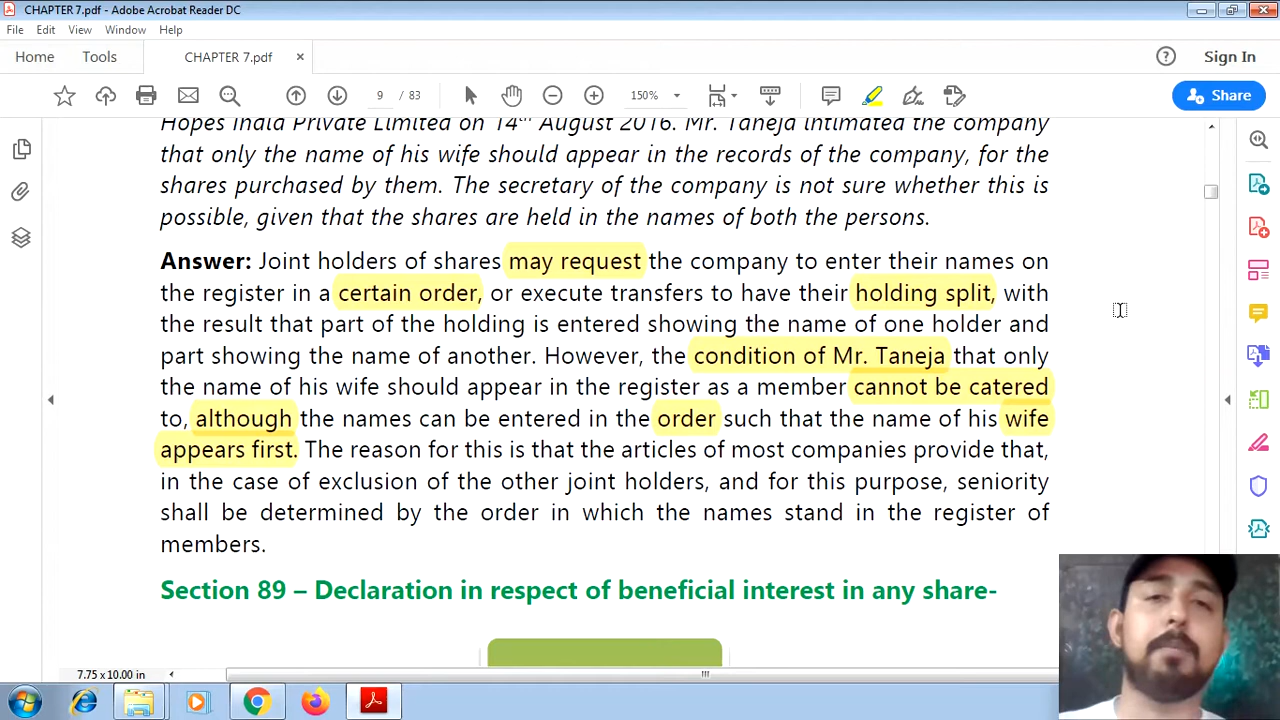 CHAPTER 7.pdf - Adobe Acrobat Reader DC
File Edit View Window Help
Home Tools CHAPTER 7.pdf × Sign In
9 / 83 150% Share
Hopes India Private Limited on 14th August 2016. Mr. Taneja intimated the company
that only the name of his wife should appear in the records of the company, for the
shares purchased by them. The secretary of the company is not sure whether this is
possible, given that the shares are held in the names of both the persons.
Answer: Joint holders of shares may request the company to enter their names on
the register in a certain order, or execute transfers to have their holding split, with
the result that part of the holding is entered showing the name of one holder and
part showing the name of another. However, the condition of Mr. Taneja that only
the name of his wife should appear in the register as a member cannot be catered
to, although the names can be entered in the order such that the name of his wife
appears first. The reason for this is that the articles of most companies provide that,
in the case of exclusion of the other joint holders, and for this purpose, seniority
shall be determined by the order in which the names stand in the register of
members.
Section 89 – Declaration in respect of beneficial interest in any share-
7.75 x 10.00 in